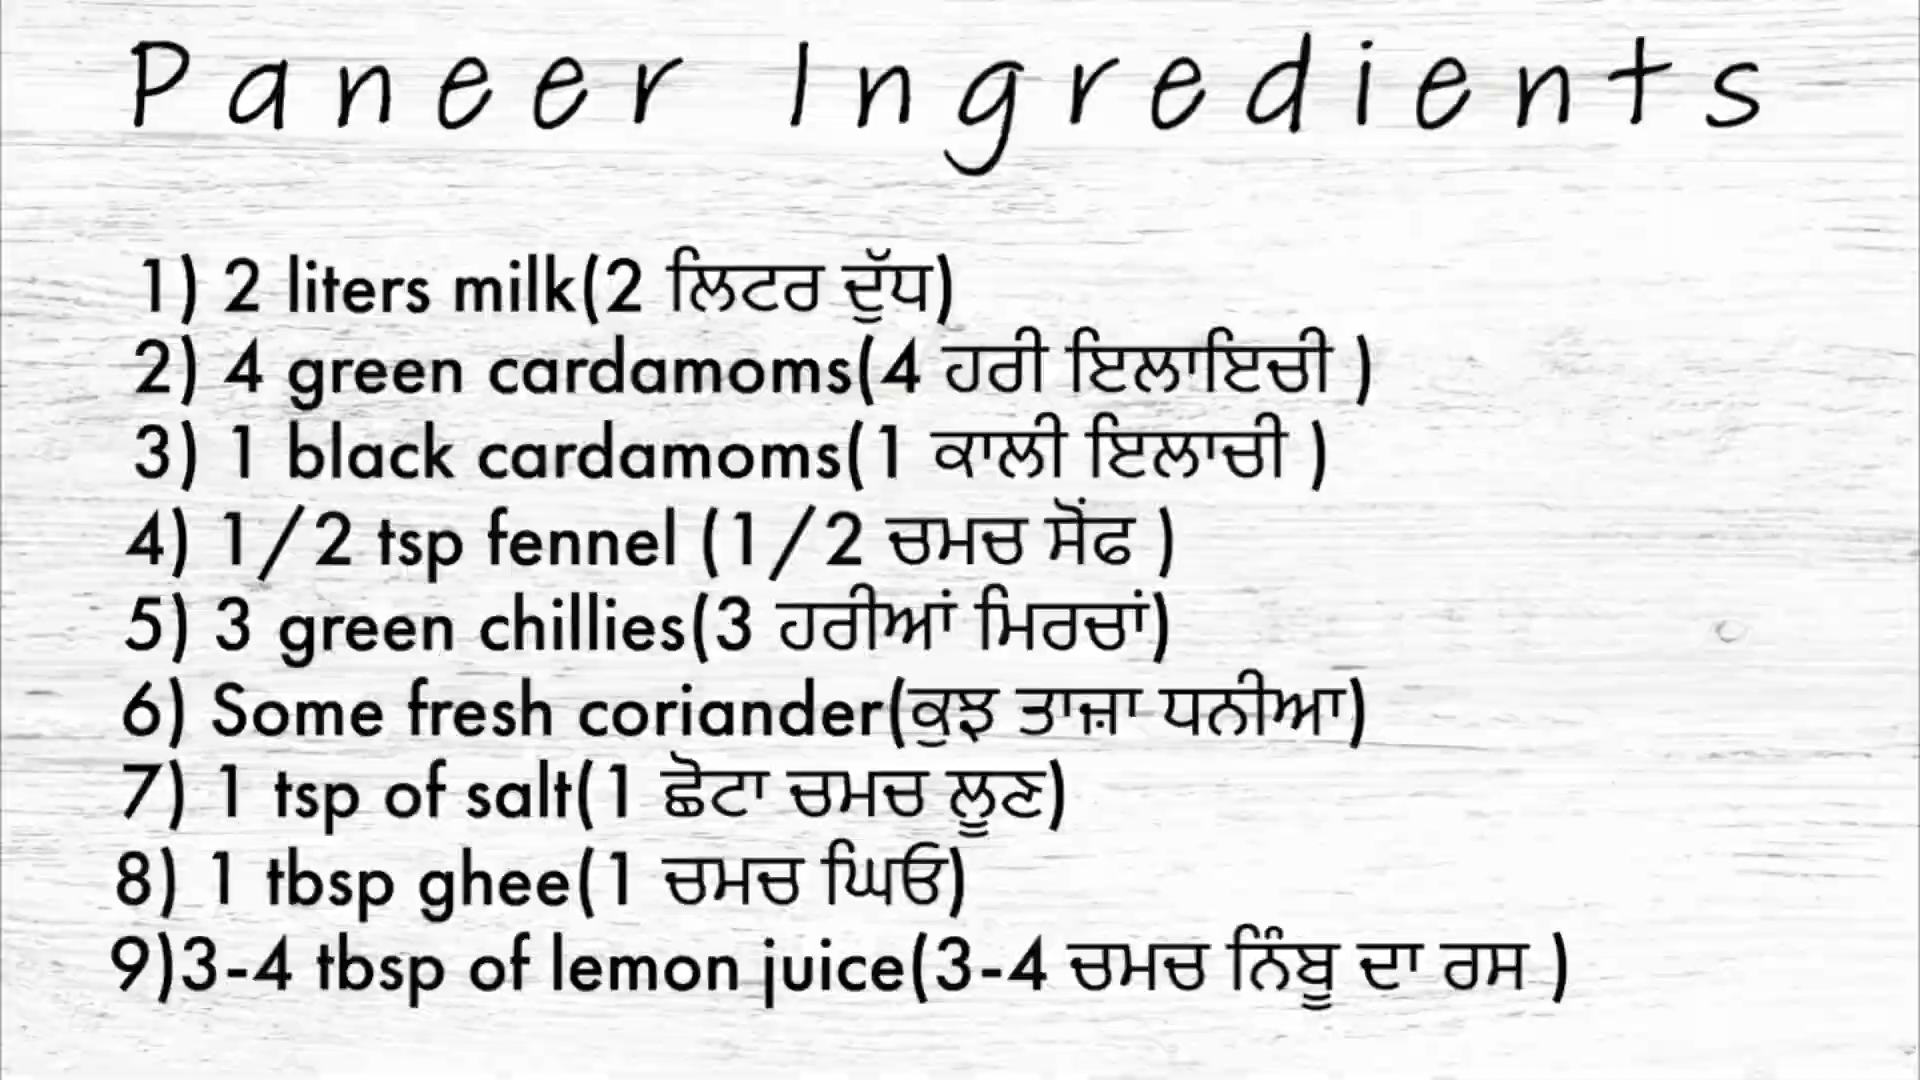 Paneer Ingredients
1) 2 liters milk(2 ਲਿਟਰ ਦੁੱਧ)
2) 4 green cardamoms(4 ਹਰੀ ਇਲਾਇਚੀ )
3) 1 black cardamoms(1 ਕਾਲੀ ਇਲਾਚੀ )
4) 1/2 tsp fennel (1/2 ਚਮਚ ਸੋਂਫ )
5) 3 green chillies(3 ਹਰੀਆਂ ਮਿਰਚਾਂ)
6) Some fresh coriander(ਕੁਝ ਤਾਜ਼ਾ ਧਨੀਆ)
7) 1 tsp of salt(1 ਛੋਟਾ ਚਮਚ ਲੂਣ)
8) 1 tbsp ghee(1 ਚਮਚ ਘਿਓ)
9)3-4 tbsp of lemon juice(3-4 ਚਮਚ ਨਿੰਬੂ ਦਾ ਰਸ )